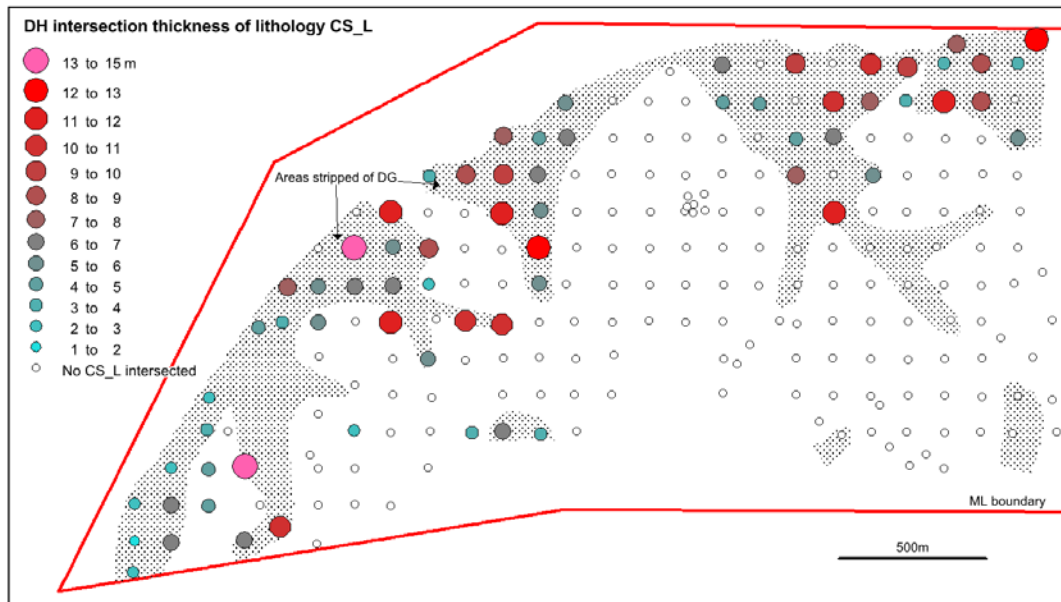 DH intersection thickness of lithology CS_L
13 to 15 m
12 to 13
11 to 12
10 to 11
9 to 10
8 to 9
7 to 8
6 to 7
5 to 6
4 to 5
3 to 4
2 to 3
1 to 2
No CS_L intersected
Areas stripped of DG
ML boundary
500m